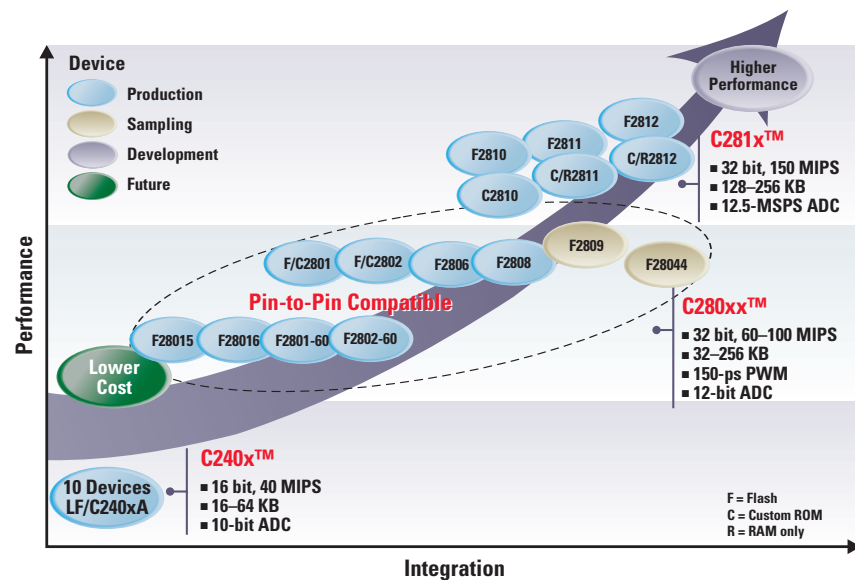 Device
Production
Sampling
Development
Future
Higher
Performance
F2812
F2811
F2810
C/R2812
C/R2811
C2810
C281x™
■ 32 bit, 150 MIPS
■ 128–256 KB
■ 12.5-MSPS ADC
F2809
F/C2801
F/C2802
F2806
F2808
F28044
Pin-to-Pin Compatible
C280xx™
■ 32 bit, 60–100 MIPS
■ 32–256 KB
■ 150-ps PWM
■ 12-bit ADC
F28015
F28016
F2801-60
F2802-60
Lower
Cost
C240x™
■ 16 bit, 40 MIPS
■ 16–64 KB
■ 10-bit ADC
10 Devices
LF/C240xA
F = Flash
C = Custom ROM
R = RAM only
Performance
Integration